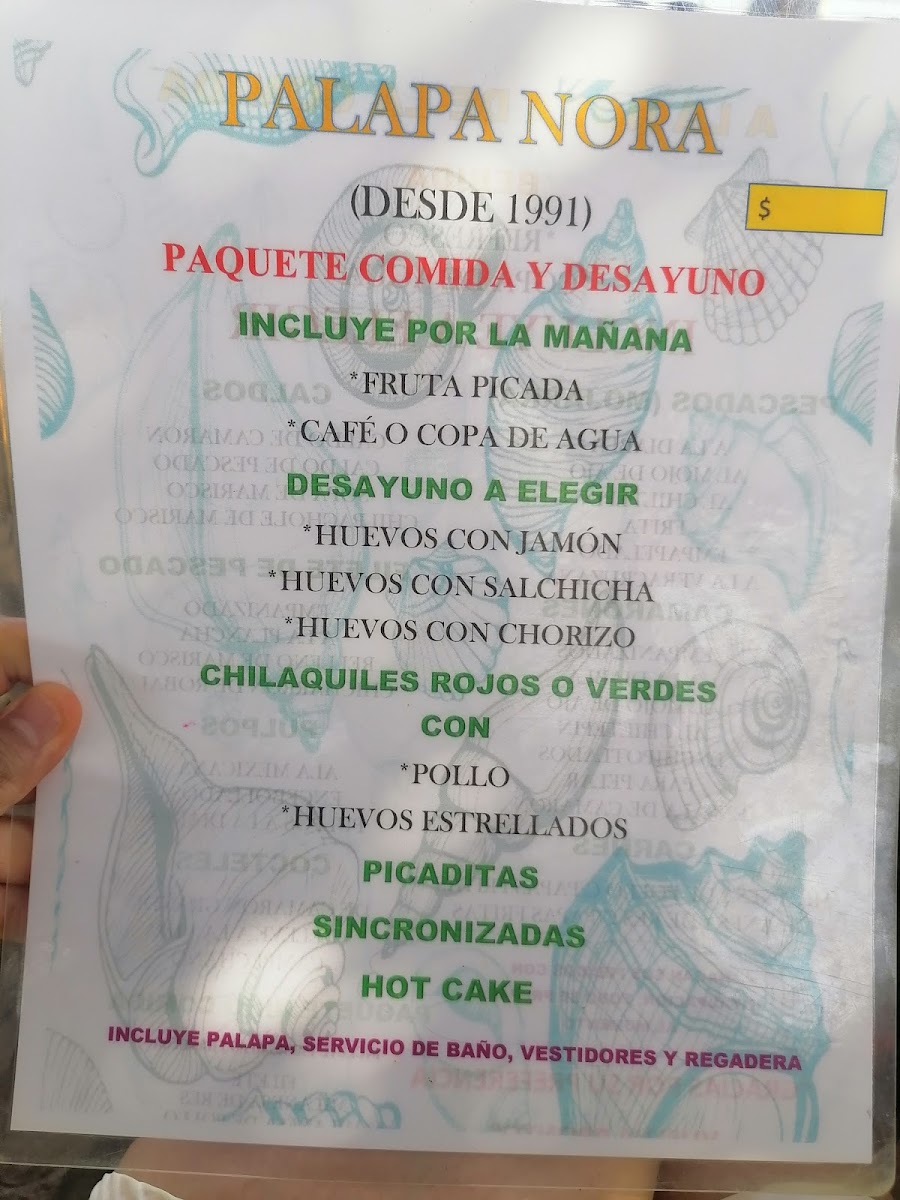 PALAPA NORA
(DESDE 1991)
$
PAQUETE COMIDA Y DESAYUNO
INCLUYE POR LA MAÑANA
*FRUTA PICADA
*CAFÉ O COPA DE AGUA
DESAYUNO A ELEGIR
*HUEVOS CON JAMÓN
*HUEVOS CON SALCHICHA
*HUEVOS CON CHORIZO
CHILAQUILES ROJOS O VERDES
CON
*POLLO
*HUEVOS ESTRELLADOS
PICADITAS
SINCRONIZADAS
HOT CAKE
INCLUYE PALAPA, SERVICIO DE BAÑO, VESTIDORES Y REGADERA